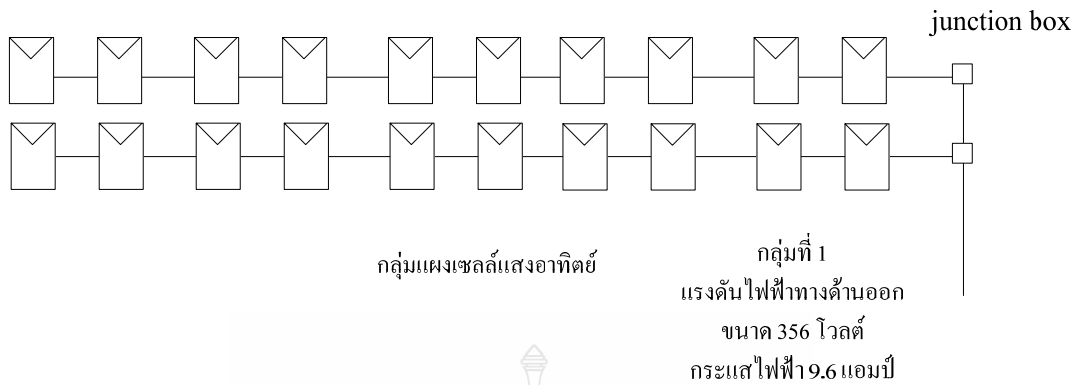 junction box
กลุ่มแผงเซลล์แสงอาทิตย์
กลุ่มที่ 1
แรงดันไฟฟ้าทางด้านออก
ขนาด 356 โวลต์
กระแสไฟฟ้า 9.6 แอมป์